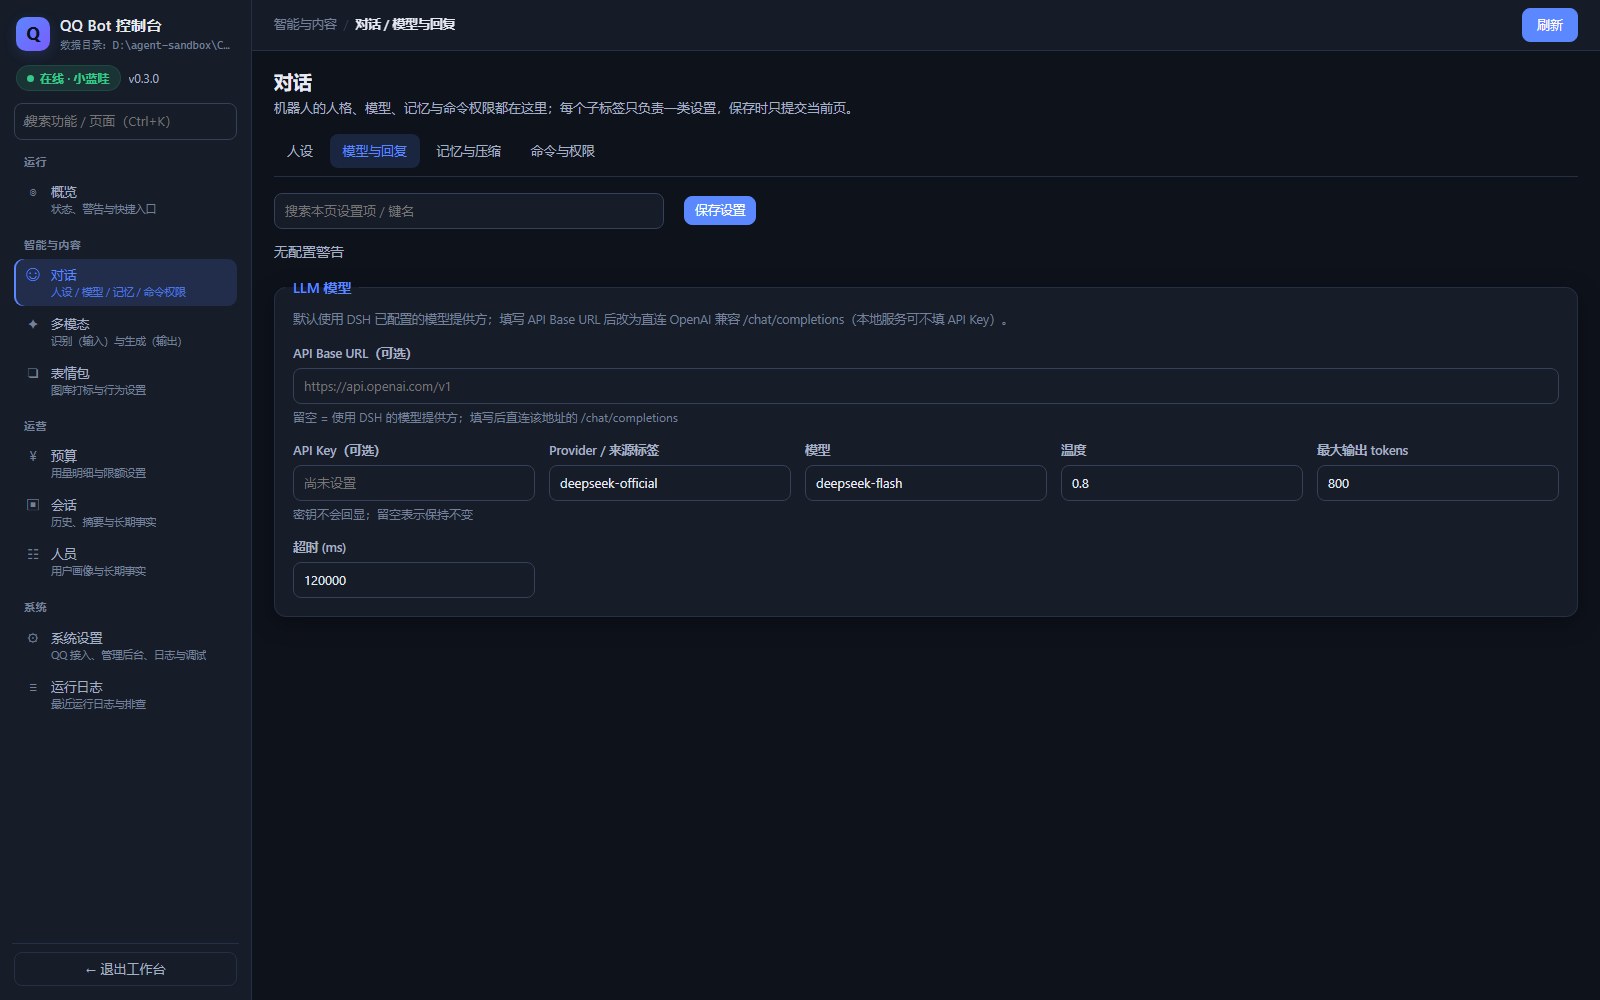 Q
QQ Bot 控制台
数据目录: D:\agent-sandbox\C...
在线 · 小蓝哇
v0.3.0
搜索功能 / 页面（Ctrl+K）
运行
概览
状态、警告与快捷入口
智能与内容
对话
人设 / 模型 / 记忆 / 命令权限
多模态
识别（输入）与生成（输出）
表情包
图库打标与行为设置
运营
¥ 预算
用量明细与限额设置
会话
历史、摘要与长期事实
人员
用户画像与长期事实
系统
系统设置
QQ 接入、管理后台、日志与调试
运行日志
最近运行日志与排查
← 退出工作台
智能与内容 / 对话 / 模型与回复
刷新
对话
机器人的人格、模型、记忆与命令权限都在这里；每个子标签只负责一类设置，保存时只提交当前页。
人设 模型与回复 记忆与压缩 命令与权限
搜索本页设置项 / 键名
保存设置
无配置警告
LLM 模型
默认使用 DSH 已配置的模型提供方；填写 API Base URL 后改为直连 OpenAI 兼容 /chat/completions（本地服务可不填 API Key）。
API Base URL（可选）
https://api.openai.com/v1
留空 = 使用 DSH 的模型提供方；填写后直连该地址的 /chat/completions
API Key（可选） Provider / 来源标签 模型 温度 最大输出 tokens
尚未设置 deepseek-official deepseek-flash 0.8 800
密钥不会回显；留空表示保持不变
超时 (ms)
120000